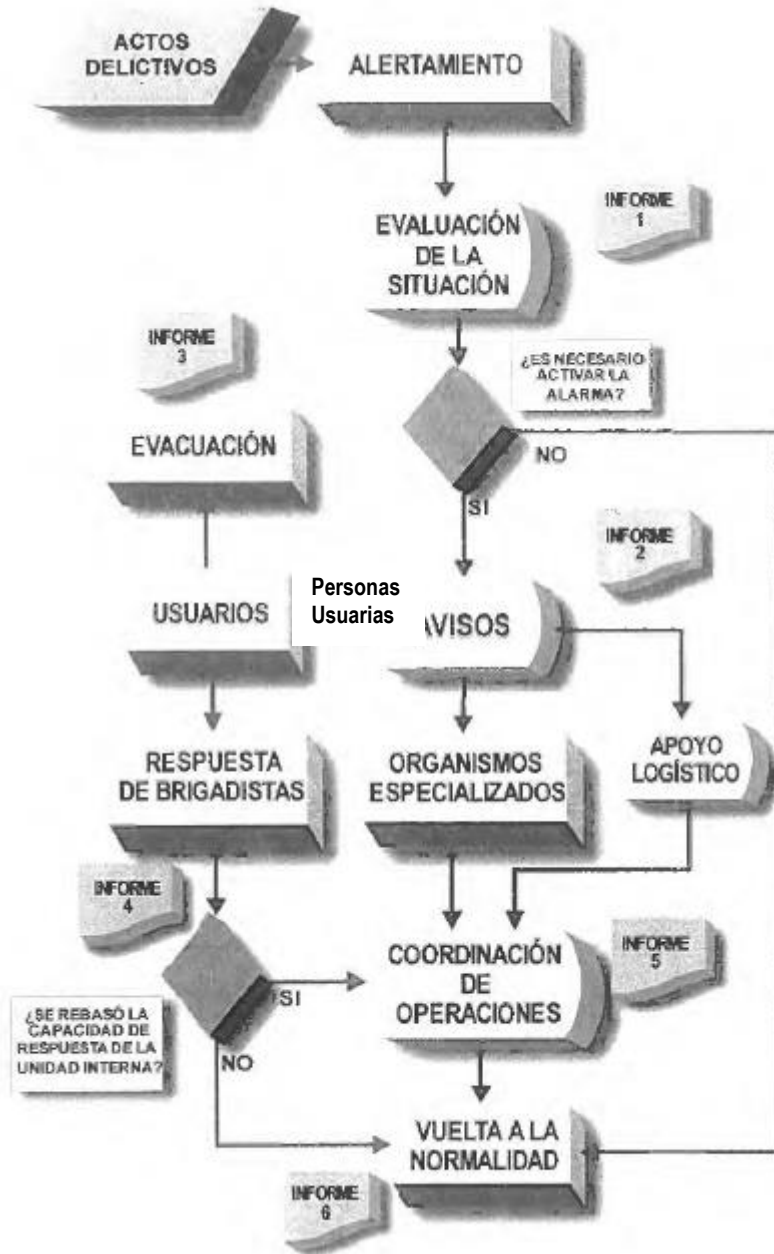 ACTOS
DELICTIVOS
ALERTAMIENTO
INFORME
1
EVALUACIÓN
DE LA
SITUACIÓN
INFORME
3
¿ES NECESARIO
ACTIVAR LA
ALARMA?
EVACUACIÓN
NO
SI
INFORME
2
Personas
Usuarias
USUARIOS
AVISOS
RESPUESTA
DE BRIGADISTAS
ORGANISMOS
ESPECIALIZADOS
APOYO
LOGÍSTICO
INFORME
4
COORDINACIÓN
DE
OPERACIONES
INFORME
5
SI
¿SE REBASÓ LA
CAPACIDAD DE
RESPUESTA DE LA
UNIDAD INTERNA?
NO
VUELTA A LA
NORMALIDAD
INFORME
6